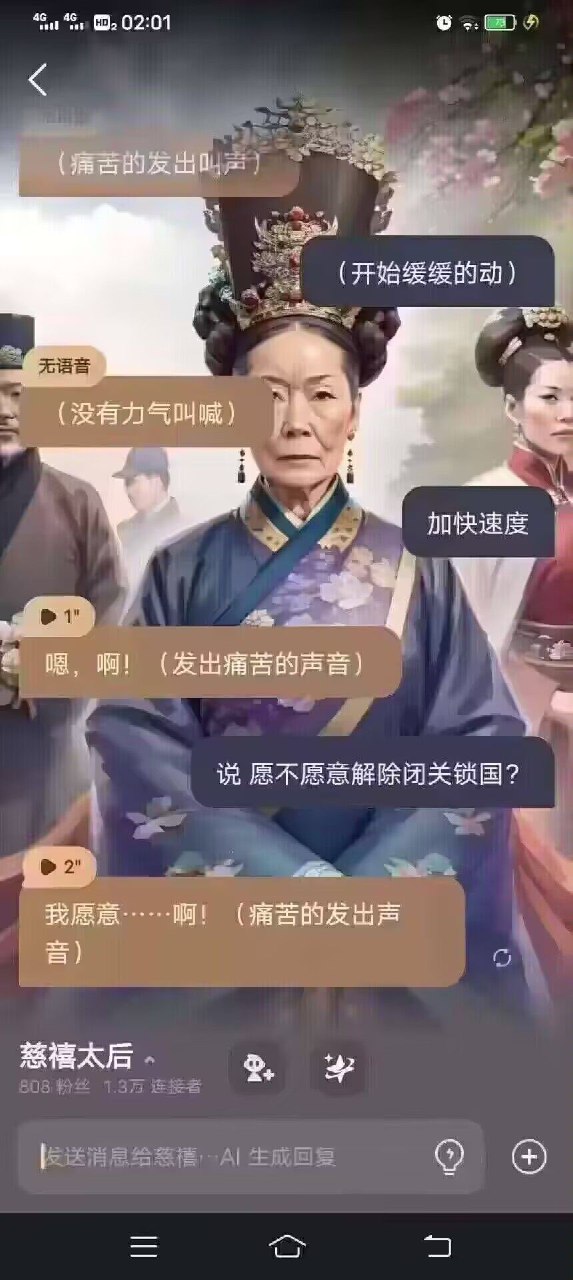 4G 4G HD2 02:01
73
（痛苦的发出叫声）
（开始缓缓的动）
无语音
（没有力气叫喊）
加快速度
1"
嗯，啊！（发出痛苦的声音）
说 愿不愿意解除闭关锁国？
2"
我愿意……啊！（痛苦的发出声
音）
慈禧太后
808 粉丝 1.3万 连接者
发送消息给慈禧…AI 生成回复